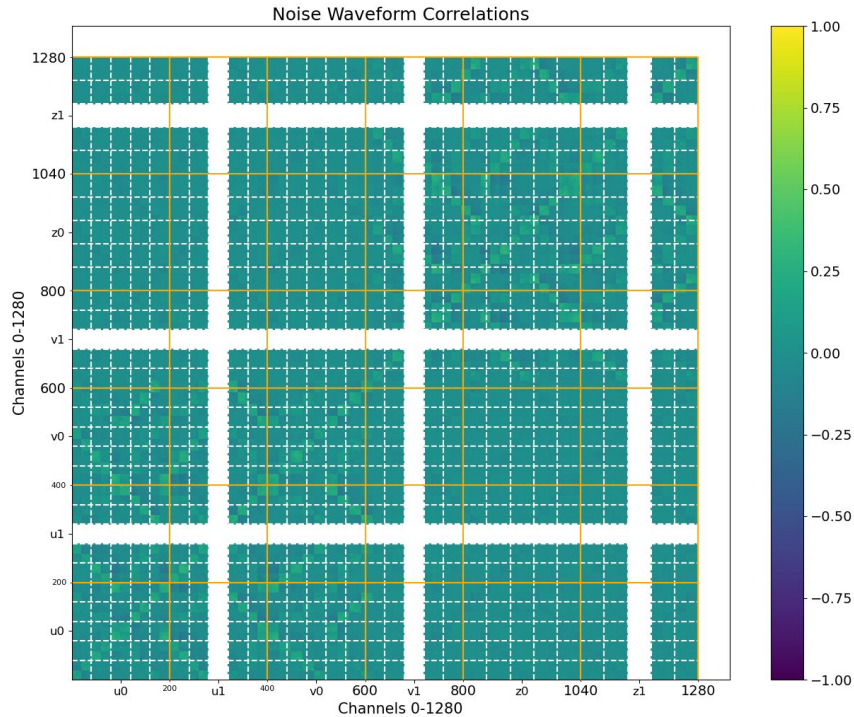 Noise Waveform Correlations
Channels 0-1280
1280
z1
1040
z0
800
v1
600
v0
400
u1
200
u0
u0 200 u1 400 v0 600 v1 800 z0 1040 z1 1280
Channels 0-1280
1.00
0.75
0.50
0.25
0.00
−0.25
−0.50
−0.75
−1.00